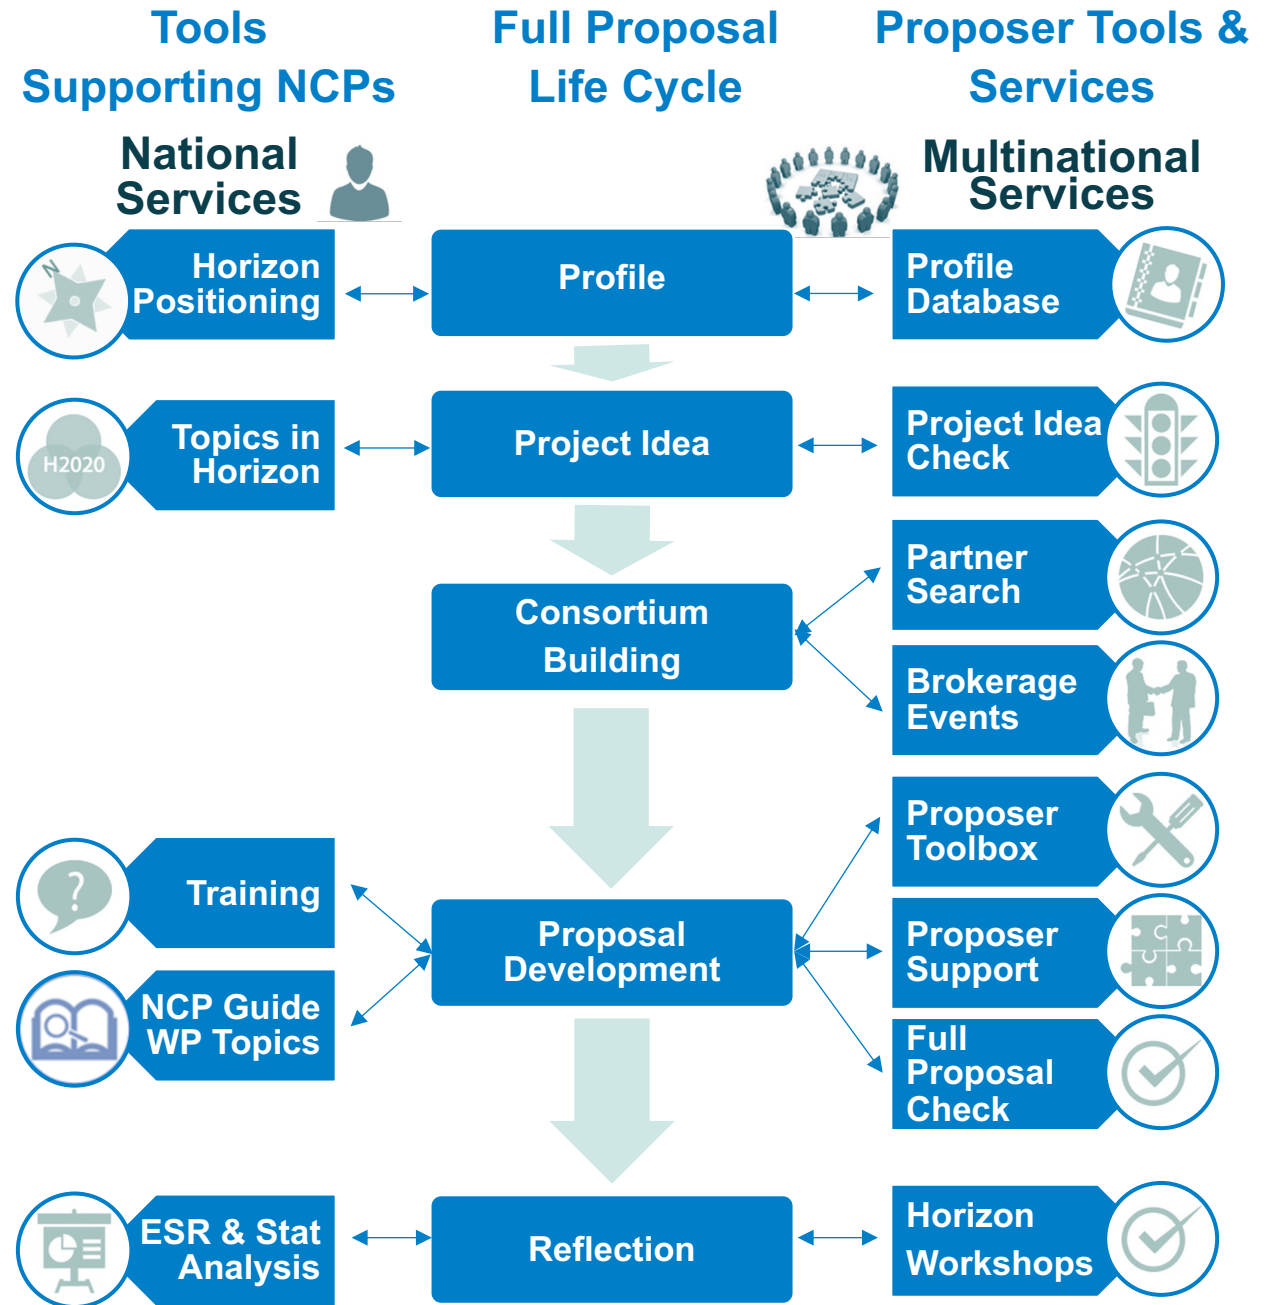 Tools
Supporting NCPs
Full Proposal
Life Cycle
Proposer Tools &
Services
National
Services
Multinational
Services
N
Horizon
Positioning
Profile
Profile
Database
H2020
Topics in
Horizon
Project Idea
Project Idea
Check
Consortium
Building
Partner
Search
Brokerage
Events
Training
?
NCP Guide
WP Topics
Proposal
Development
Proposer
Toolbox
Proposer
Support
Full
Proposal
Check
ESR & Stat
Analysis
Reflection
Horizon
Workshops